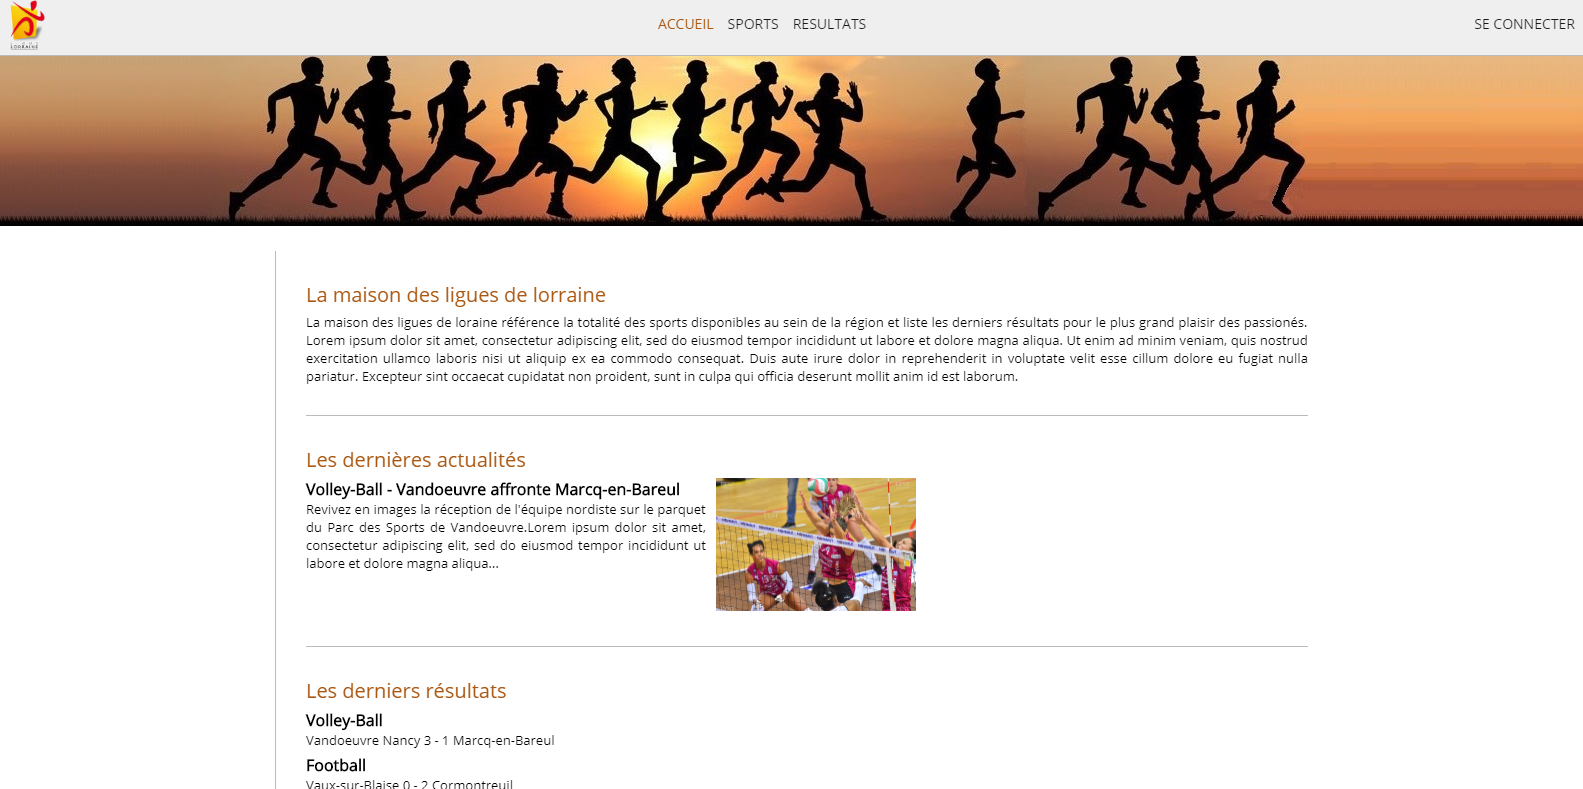 LORRAINE
ACCUEIL SPORTS RESULTATS SE CONNECTER
La maison des ligues de lorraine
La maison des ligues de loraine référence la totalité des sports disponibles au sein de la région et liste les derniers résultats pour le plus grand plaisir des passionés.
Lorem ipsum dolor sit amet, consectetur adipiscing elit, sed do eiusmod tempor incididunt ut labore et dolore magna aliqua. Ut enim ad minim veniam, quis nostrud
exercitation ullamco laboris nisi ut aliquip ex ea commodo consequat. Duis aute irure dolor in reprehenderit in voluptate velit esse cillum dolore eu fugiat nulla
pariatur. Excepteur sint occaecat cupidatat non proident, sunt in culpa qui officia deserunt mollit anim id est laborum.
Les dernières actualités
Volley-Ball - Vandoeuvre affronte Marcq-en-Bareul
Revivez en images la réception de l'équipe nordiste sur le parquet
du Parc des Sports de Vandoeuvre.Lorem ipsum dolor sit amet,
consectetur adipiscing elit, sed do eiusmod tempor incididunt ut
labore et dolore magna aliqua...
Les derniers résultats
Volley-Ball
Vandoeuvre Nancy 3 - 1 Marcq-en-Bareul
Football
Vaux-sur-Blaise 0 - 2 Cormontreuil